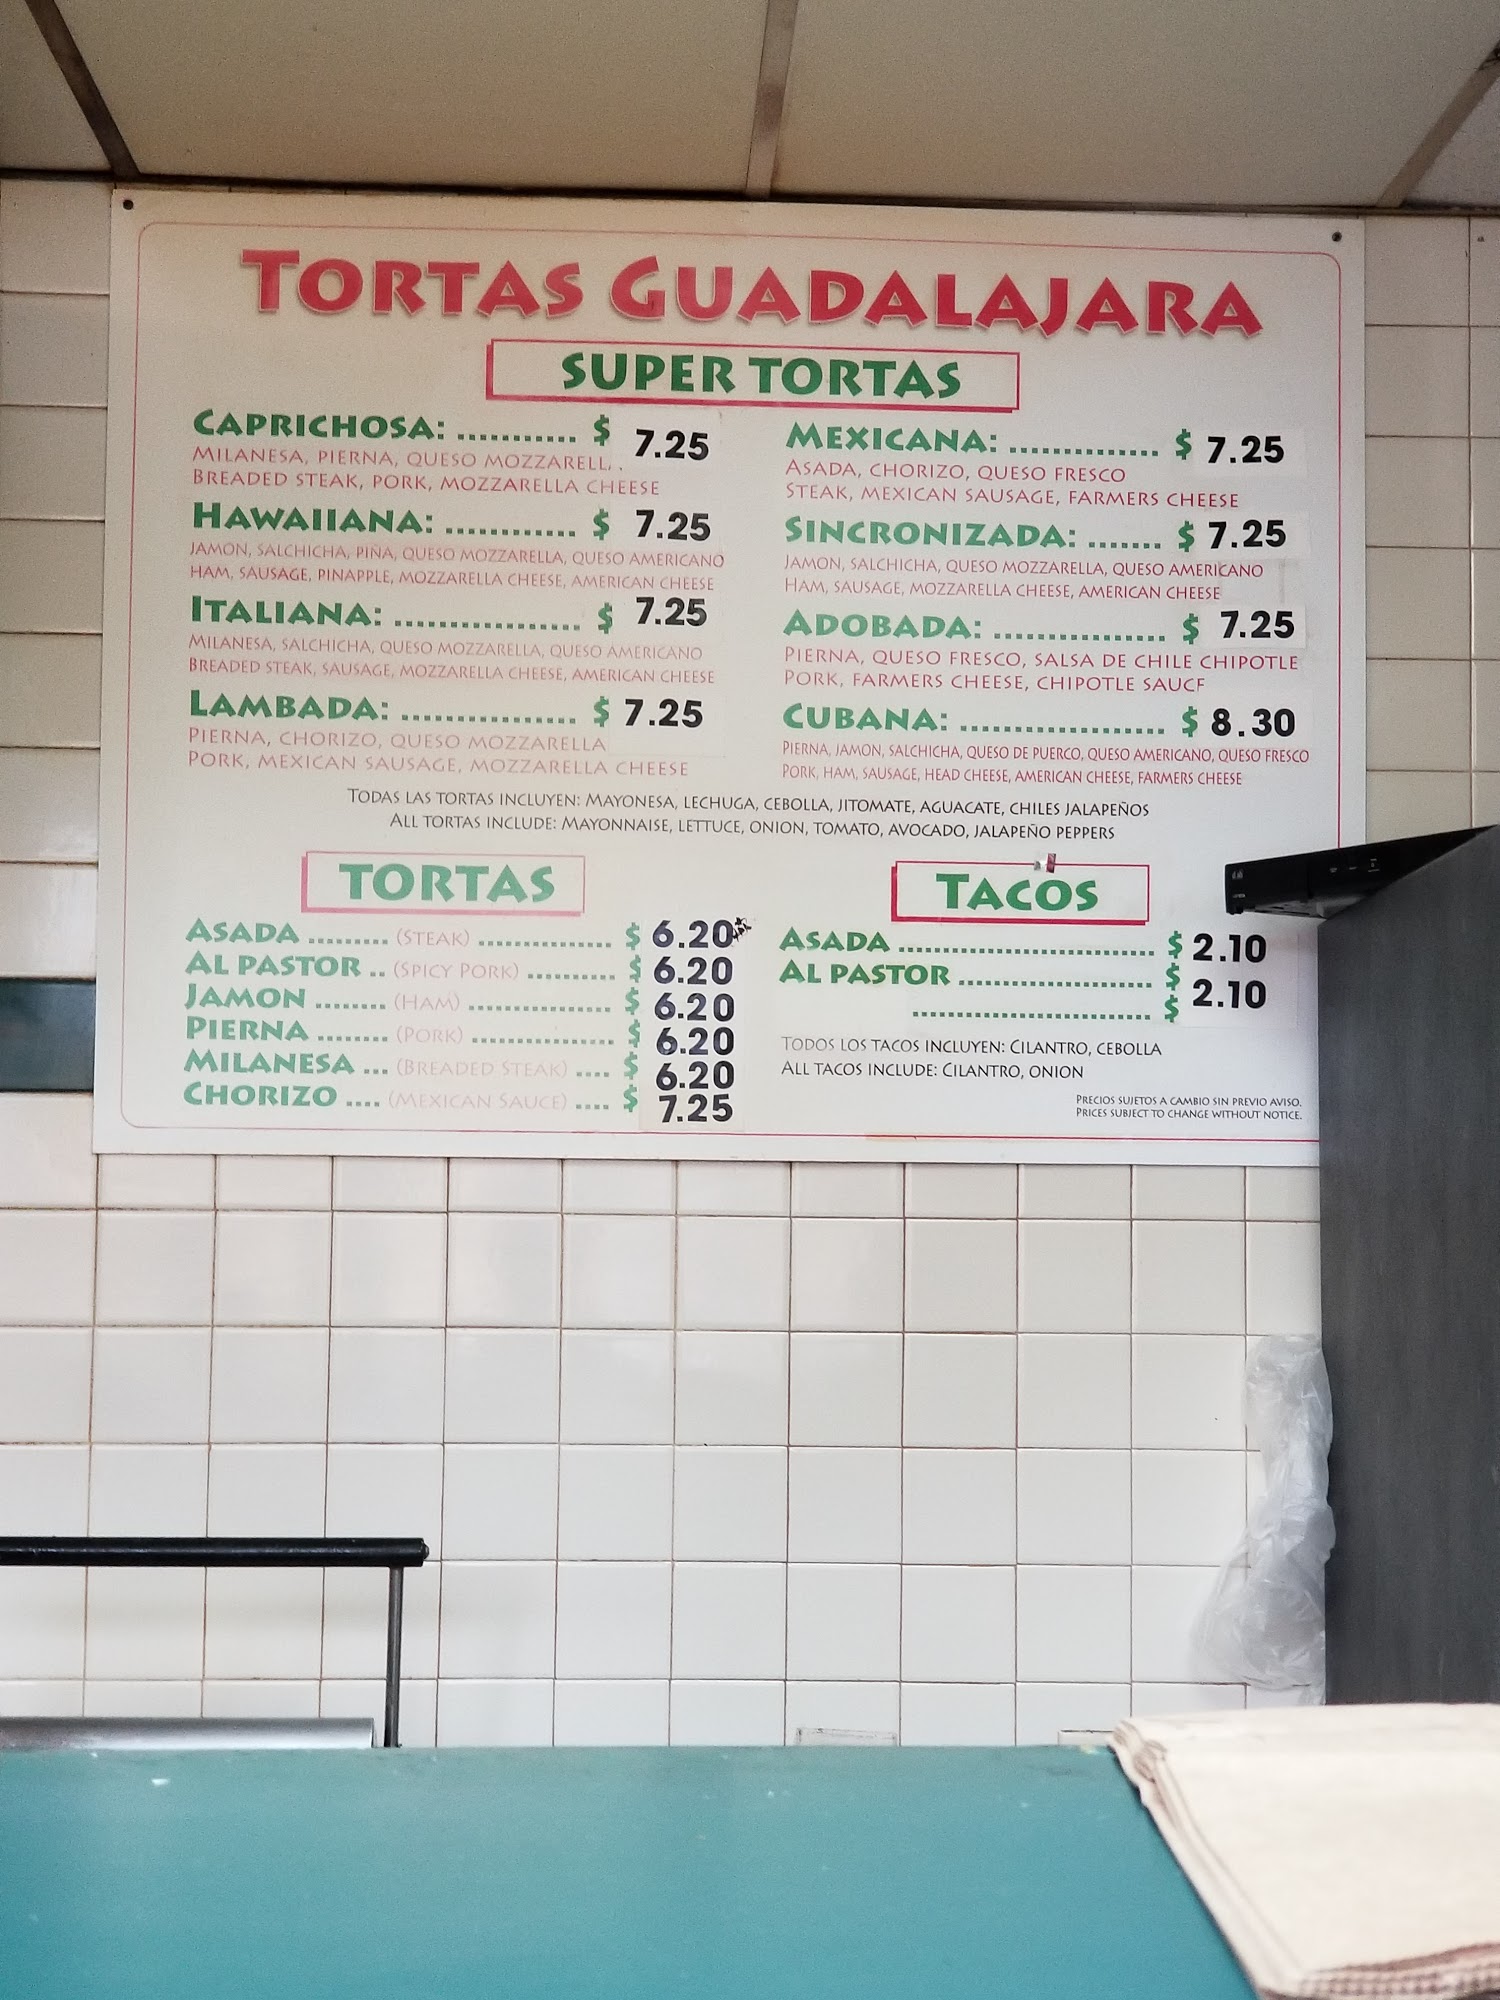 TORTAS GUADALAJARA
SUPER TORTAS
CAPRICHOSA: ........... $ 7.25
MILANESA, PIERNA, QUESO
BREADED STEAK, PORK, MOZZARELLA CHEESE
HAWAIIANA: ............ $ 7.25
JAMON, SALCHICHA, PIÑA, QUESO MOZZARELLA, QUESO AMERICANO
HAM, SAUSAGE, PINAPPLE, MOZZARELLA CHEESE, AMERICAN CHEESE
ITALIANA: ................. $ 7.25
MILANESA, SALCHICHA, QUESO MOZZARELLA, QUESO AMERICANO
BREADED STEAK, SAUSAGE, MOZZARELLA CHEESE, AMERICAN CHEESE
LAMBADA: ................ $ 7.25
PIERNA, CHORIZO, QUESO MOZZARELLA
PORK, MEXICAN SAUSAGE, MOZZARELLA CHEESE
MEXICANA: .............. $ 7.25
ASADA, CHORIZO, QUESO FRESCO
STEAK, MEXICAN SAUSAGE, FARMERS CHEESE
SINCRONIZADA: ....... $ 7.25
JAMON, SALCHICHA, QUESO MOZZARELLA, QUESO AMERICANO
HAM, SAUSAGE, MOZZARELLA CHEESE, AMERICAN CHEESE
ADOBADA: ................ $ 7.25
PIERNA, QUESO FRESCO, SALSA DE CHILE CHIPOTLE
PORK, FARMERS CHEESE, CHIPOTLE SAUCE
CUBANA: ................... $ 8.30
PIERNA, JAMON, SALCHICHA, QUESO DE PUERCO, QUESO AMERICANO, QUESO FRESCO
PORK, HAM, SAUSAGE, HEAD CHEESE, AMERICAN CHEESE, FARMERS CHEESE
TODAS LAS TORTAS INCLUYEN: MAYONESA, LECHUGA, CEBOLLA, JITOMATE, AGUACATE, CHILES JALAPEÑOS
ALL TORTAS INCLUDE: MAYONNAISE, LETTUCE, ONION, TOMATO, AVOCADO, JALAPEÑO PEPPERS
TORTAS
ASADA ......... (STEAK) ............... $ 6.20
AL PASTOR .. (SPICY PORK) .......... $ 6.20
JAMON ........ (HAM) ................ $ 6.20
PIERNA ........ (PORK) ................ $ 6.20
MILANESA ... (BREADED STEAK) .... $ 6.20
CHORIZO .... (MEXICAN SAUCE) .... $ 7.25
TACOS
ASADA ............................. $ 2.10
AL PASTOR ...................... $ 2.10
........................... $
TODOS LOS TACOS INCLUYEN: CILANTRO, CEBOLLA
ALL TACOS INCLUDE: CILANTRO, ONION
PRECIOS SUJETOS A CAMBIO SIN PREVIO AVISO.
PRICES SUBJECT TO CHANGE WITHOUT NOTICE.